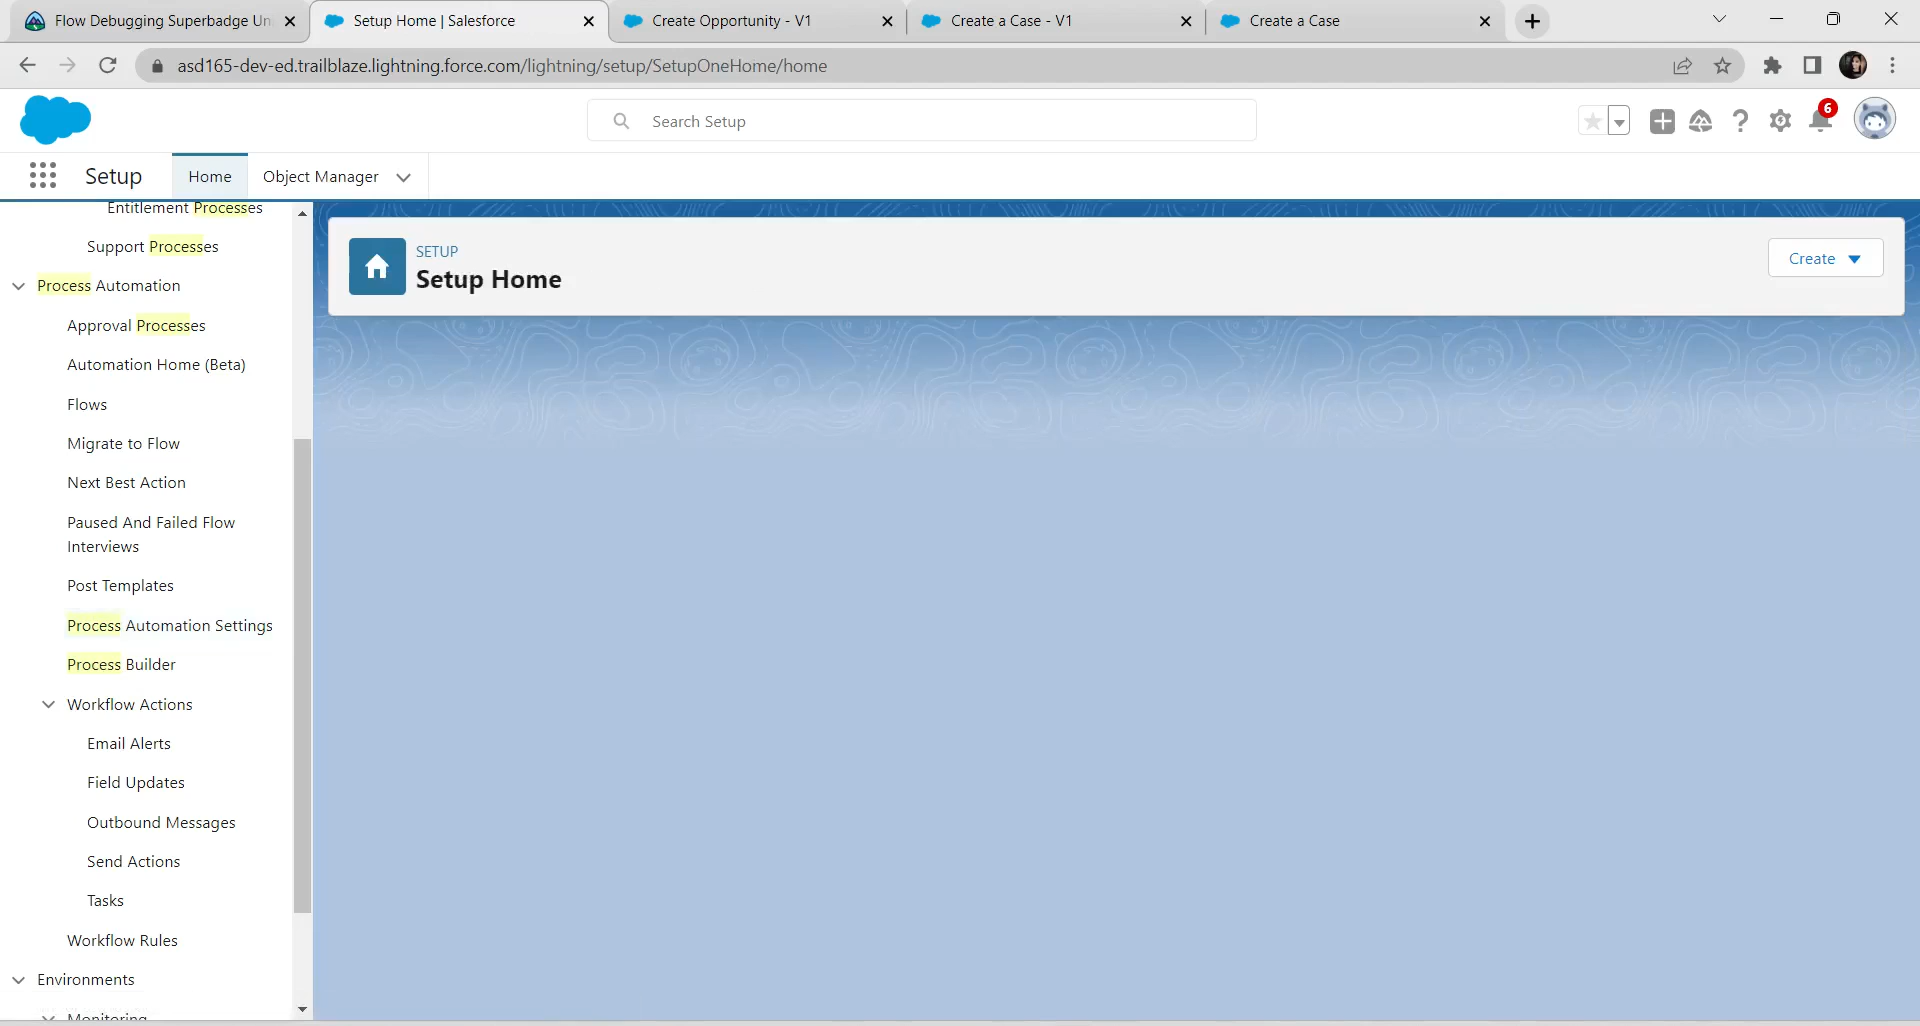 Flow Debugging Superbadge Un
Setup Home | Salesforce
Create Opportunity - V1
Create a Case - V1
Create a Case
asd165-dev-ed.trailblaze.lightning.force.com/lightning/setup/SetupOneHome/home
Search Setup
6
Setup
Home
Object Manager
Entitlement Processes
Support Processes
Process Automation
Approval Processes
Automation Home (Beta)
Flows
Migrate to Flow
Next Best Action
Paused And Failed Flow
Interviews
Post Templates
Process Automation Settings
Process Builder
Workflow Actions
Email Alerts
Field Updates
Outbound Messages
Send Actions
Tasks
Workflow Rules
Environments
Monitoring
SETUP
Setup Home
Create